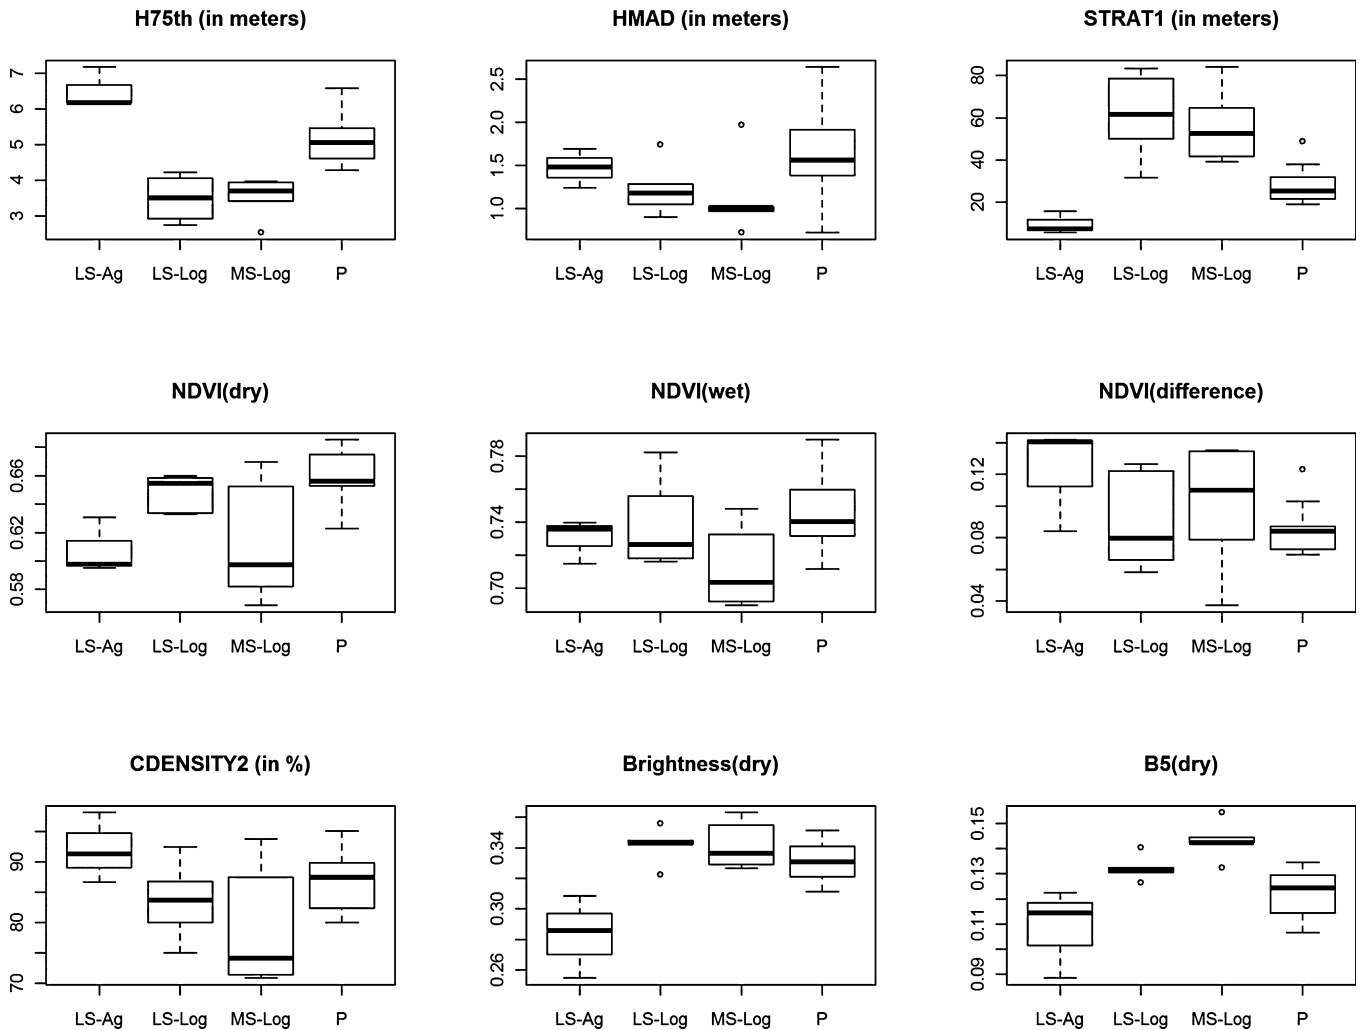 H75th (in meters)
HMAD (in meters)
STRAT1 (in meters)
7
6
5
4
3
LS-Ag
LS-Log
MS-Log
P
2.5
2.0
1.5
1.0
LS-Ag
LS-Log
MS-Log
P
80
60
40
20
LS-Ag
LS-Log
MS-Log
P
NDVI(dry)
NDVI(wet)
NDVI(difference)
0.66
0.62
0.58
LS-Ag
LS-Log
MS-Log
P
0.78
0.74
0.70
LS-Ag
LS-Log
MS-Log
P
0.12
0.08
0.04
LS-Ag
LS-Log
MS-Log
P
CDENSITY2 (in %)
Brightness(dry)
B5(dry)
90
80
70
LS-Ag
LS-Log
MS-Log
P
0.34
0.30
0.26
LS-Ag
LS-Log
MS-Log
P
0.15
0.13
0.11
0.09
LS-Ag
LS-Log
MS-Log
P